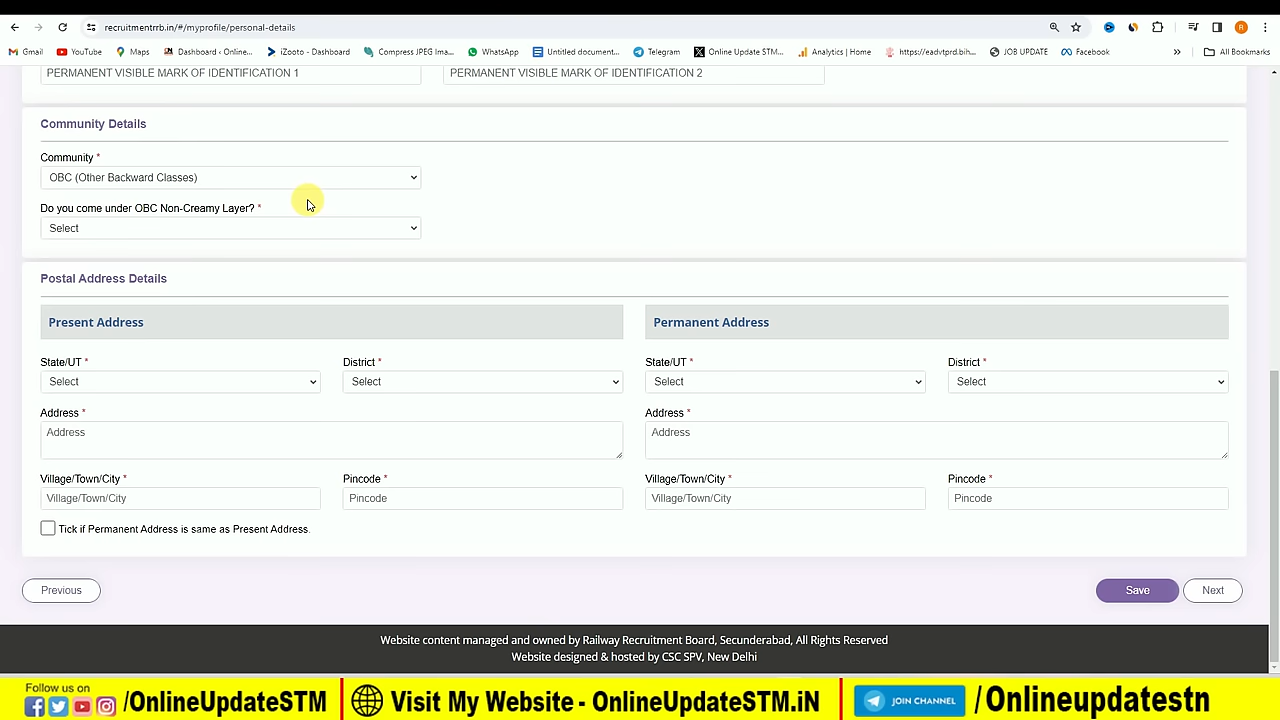 recruitmentrrb.in/#/myprofile/personal-details
R
Gmail YouTube Maps Dashboard ‹ Online... iZooto - Dashboard Compress JPEG Ima... WhatsApp Untitled document... Telegram Online Update STM... Analytics | Home https://eadvtprd.bih... JOB UPDATE Facebook » All Bookmarks
PERMANENT VISIBLE MARK OF IDENTIFICATION 1 PERMANENT VISIBLE MARK OF IDENTIFICATION 2
Community Details
Community *
OBC (Other Backward Classes)
Do you come under OBC Non-Creamy Layer? *
Select
Postal Address Details
Present Address Permanent Address
State/UT * District * State/UT * District *
Select Select Select Select
Address * Address *
Address Address
Village/Town/City * Pincode * Village/Town/City * Pincode *
Village/Town/City Pincode Village/Town/City Pincode
Tick if Permanent Address is same as Present Address.
Previous Save Next
Website content managed and owned by Railway Recruitment Board, Secunderabad, All Rights Reserved
Website designed & hosted by CSC SPV, New Delhi
Follow us on
/OnlineUpdateSTM Visit My Website - OnlineUpdateSTM.iN JOIN CHANNEL /Onlineupdatestn